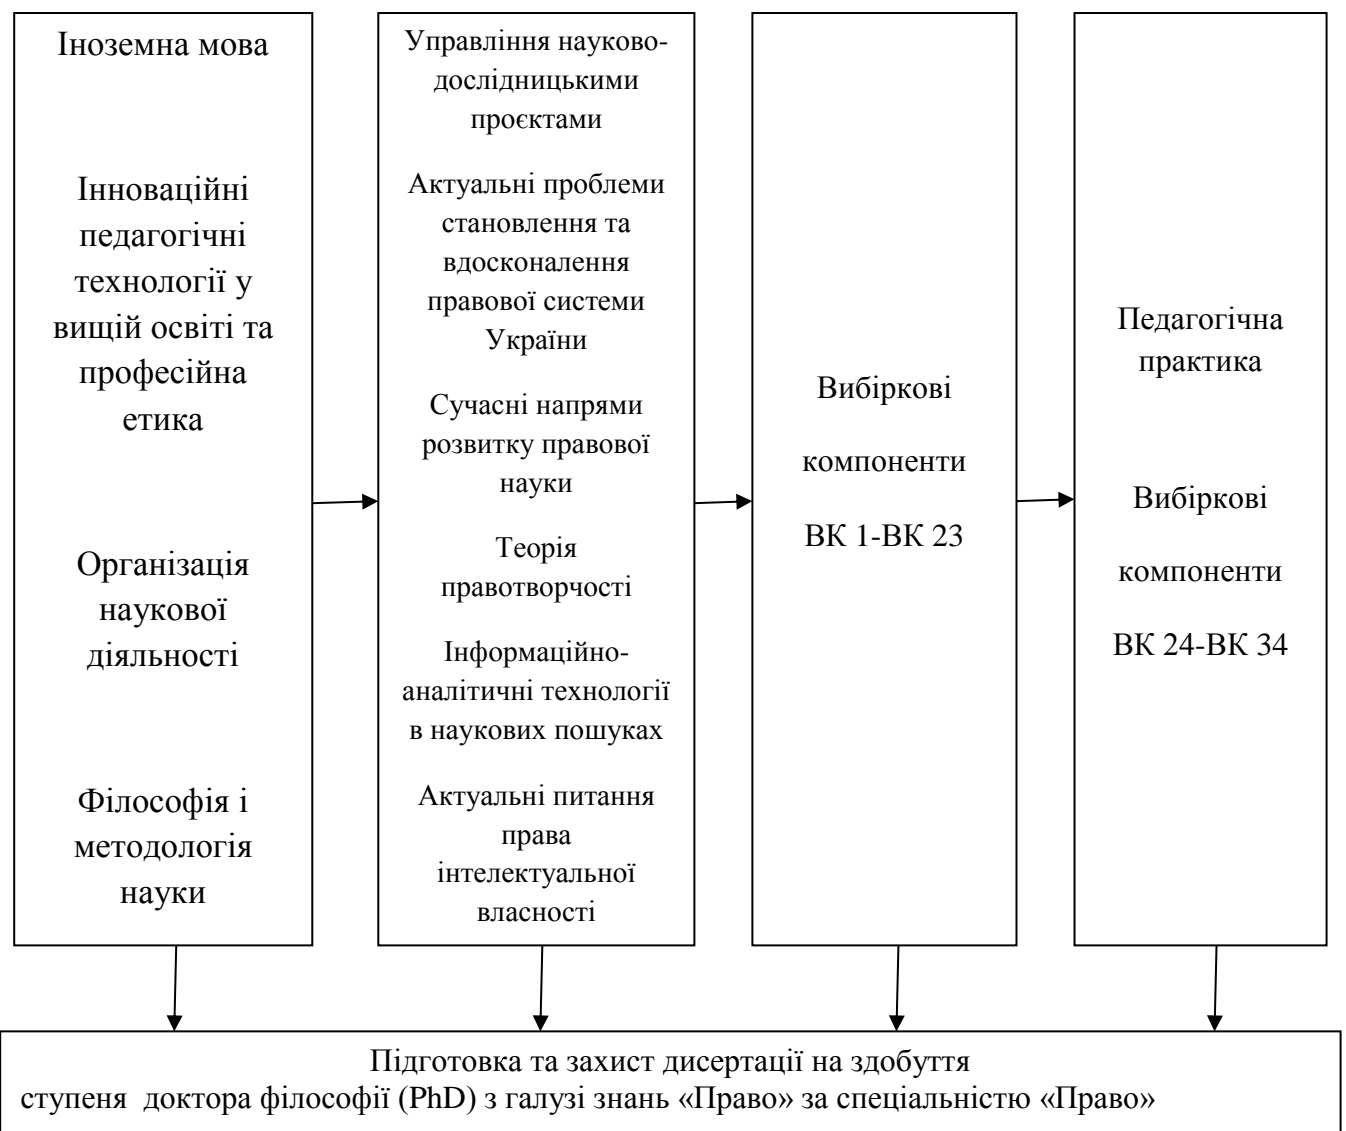 Іноземна мова
Інноваційні
педагогічні
технології у
вищій освіті та
професійна
етика
Організація
наукової
діяльності
Філософія і
методологія
науки
Управління науково-
дослідницькими
проєктами
Актуальні проблеми
становлення та
вдосконалення
правової системи
України
Сучасні напрями
розвитку правової
науки
Теорія
правотворчості
Інформаційно-
аналітичні технології
в наукових пошуках
Актуальні питання
права
інтелектуальної
власності
Вибіркові
компоненти
ВК 1-ВК 23
Педагогічна
практика
Вибіркові
компоненти
ВК 24-ВК 34
Підготовка та захист дисертації на здобуття
ступеня доктора філософії (PhD) з галузі знань «Право» за спеціальністю «Право»